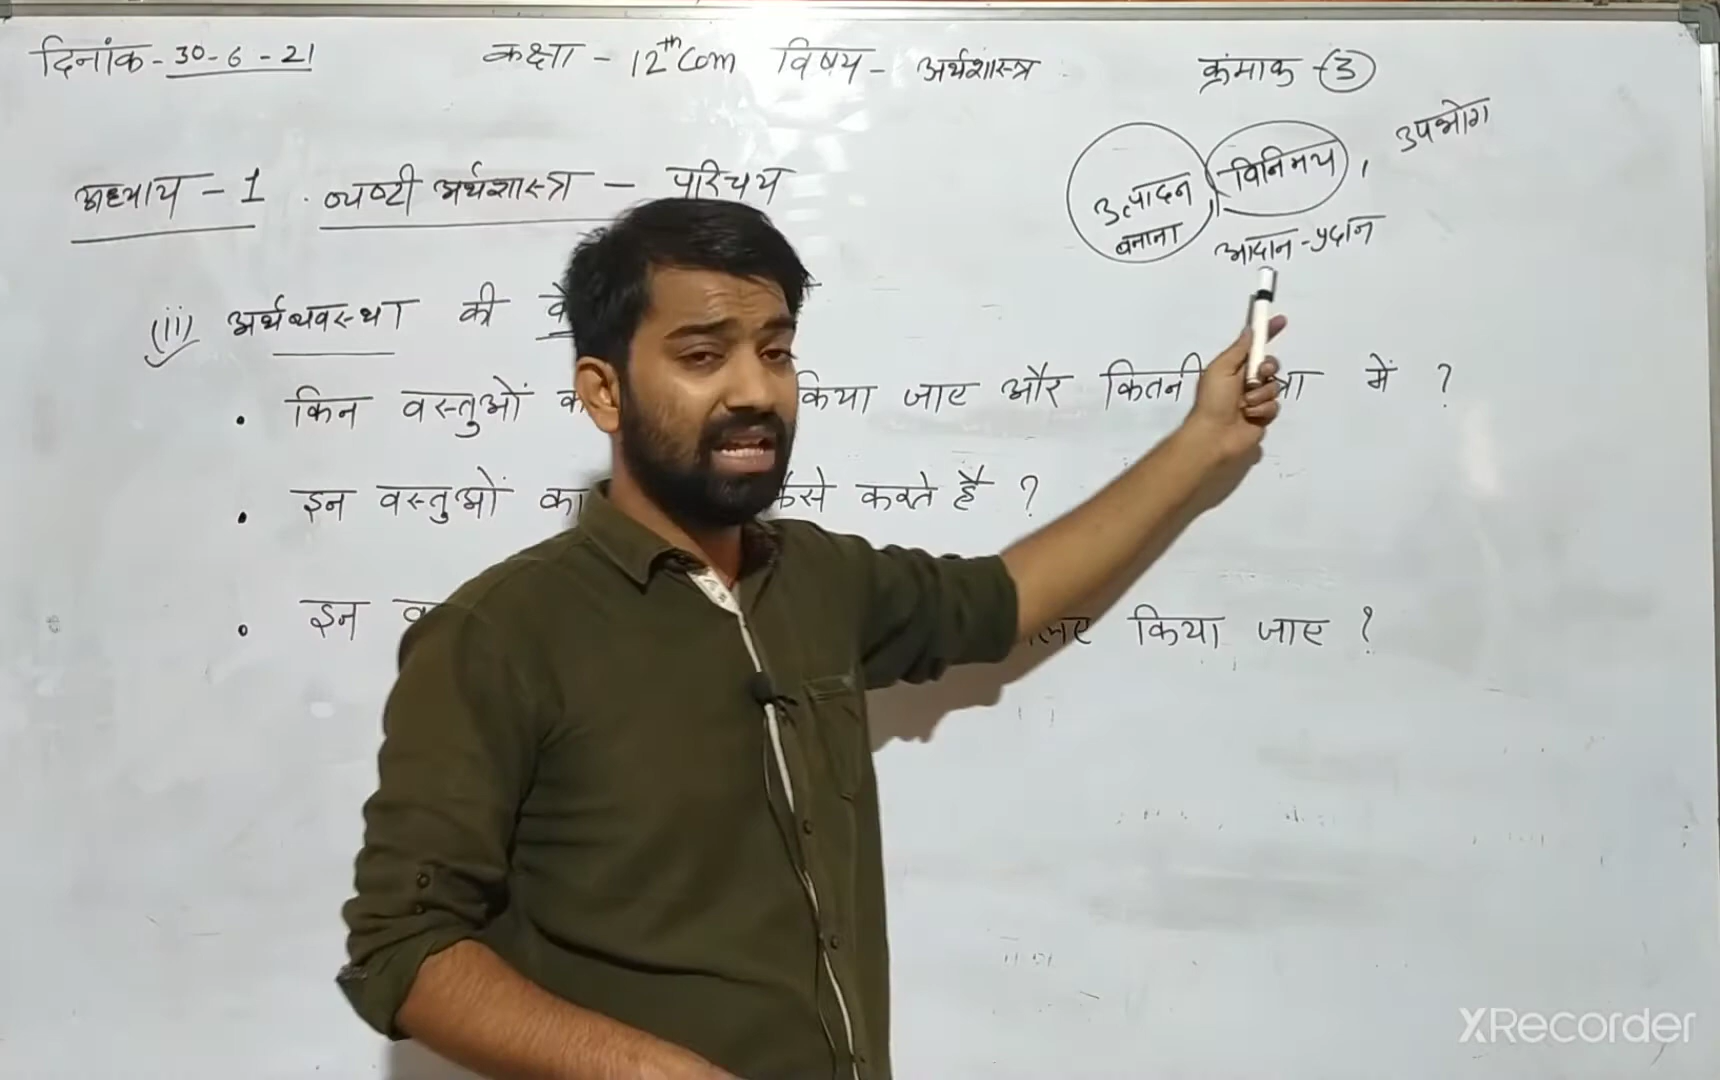 दिनांक - 30-6-21 कक्षा - 12th Com विषय - अर्थशास्त्र क्रंमाक - 3
उत्पादन, विनिमय, उपभोग
बनाना आदान-प्रदान
अध्याय - 1. व्यष्टी अर्थशास्त्र - परिचय
(ii) अर्थव्यवस्था की
• किन वस्तुओं किया जाए और कितनी में ?
• इन वस्तुओं का कैसे करते है ?
• इन किया जाए ?
XRecorder